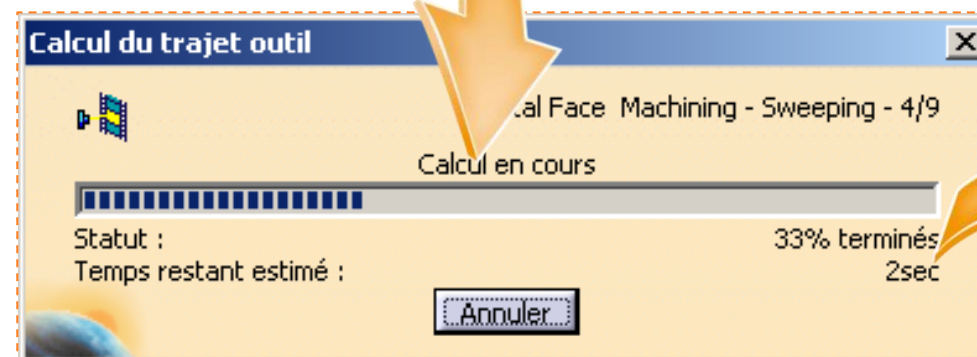 Calcul du trajet outil
Face Machining - Sweeping - 4/9
Calcul en cours
Statut : 33% terminés
Temps restant estimé : 2sec
Annuler